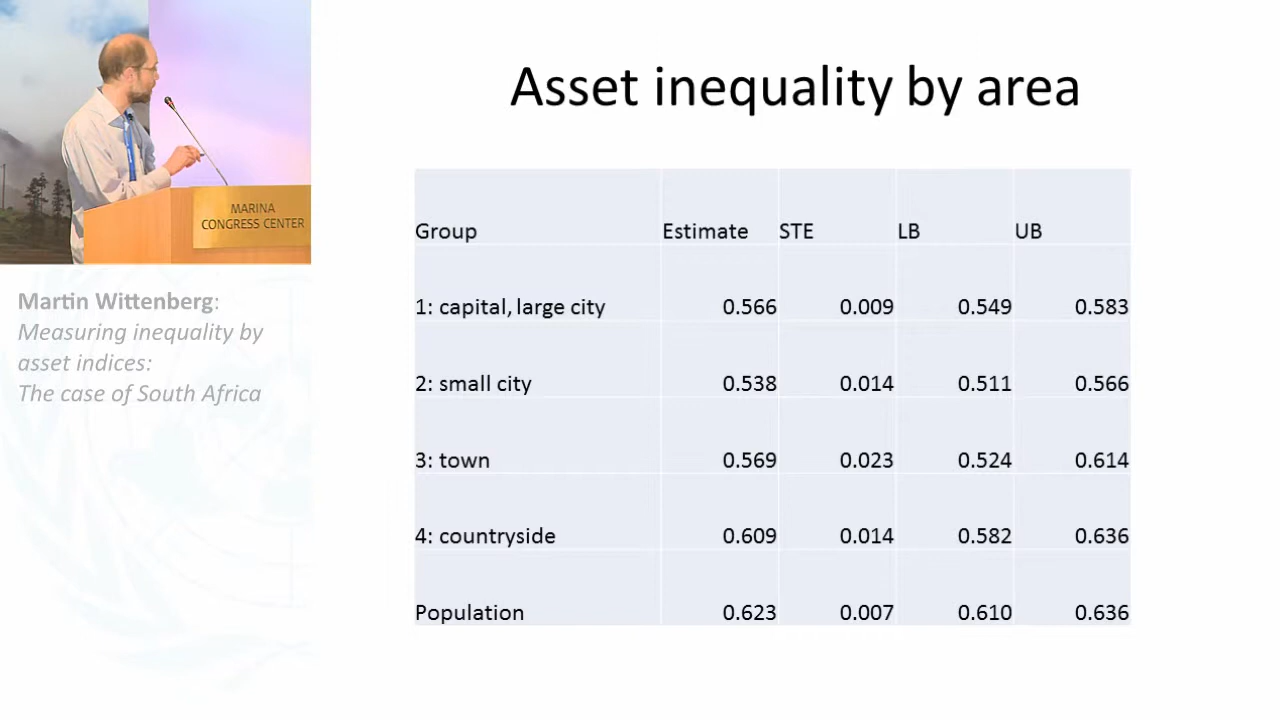 Asset inequality by area
MARINA
CONGRESS CENTER
Martin Wittenberg:
Measuring inequality by
asset indices:
The case of South Africa
Group Estimate STE LB UB
1: capital, large city 0.566 0.009 0.549 0.583
2: small city 0.538 0.014 0.511 0.566
3: town 0.569 0.023 0.524 0.614
4: countryside 0.609 0.014 0.582 0.636
Population 0.623 0.007 0.610 0.636